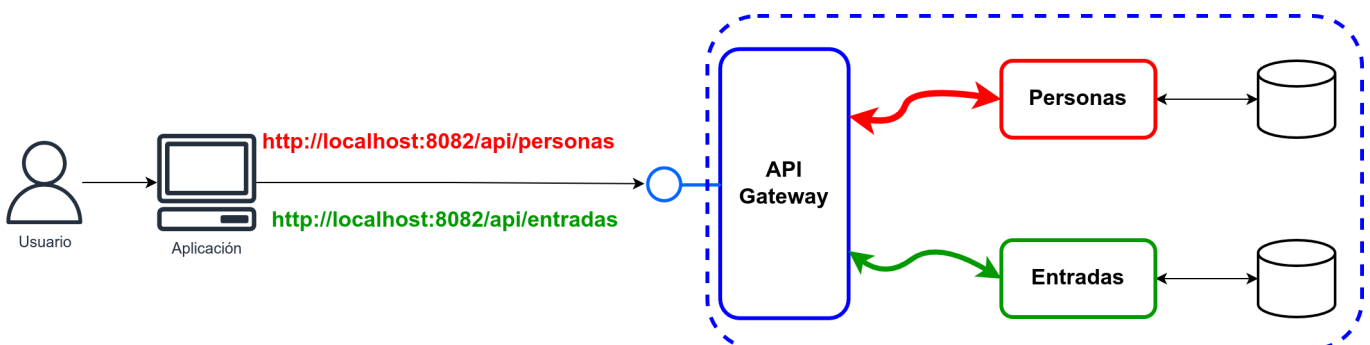 Usuario
Aplicación
http://localhost:8082/api/personas
http://localhost:8082/api/entradas
API
Gateway
Personas
Entradas